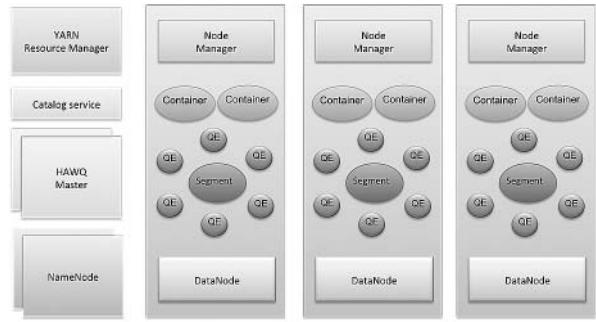 YARN
Resource Manager
Catalog service
HAWQ
Master
NameNode
Node
Manager
Container Container
QE
QE QE
Segment
QE QE
QE
DataNode
Node
Manager
Container Container
QE
QE QE
Segment
QE QE
QE
DataNode
Node
Manager
Container Container
QE
QE QE
Segment
QE QE
QE
DataNode